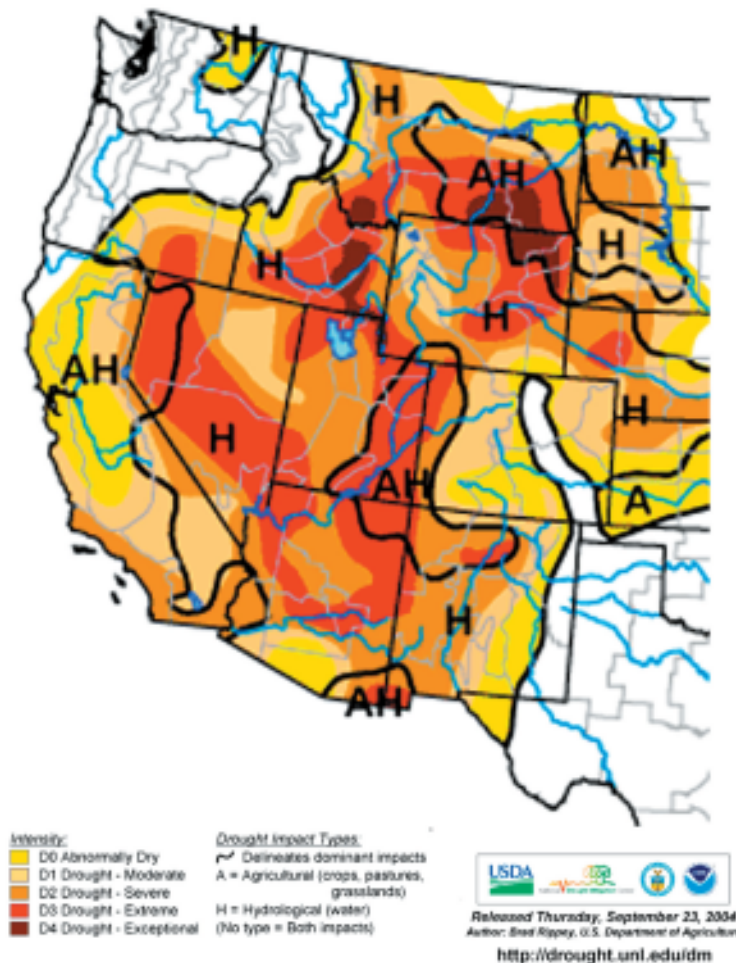 H
H
AH
AH
H
H
H
AH
H
H
AH
A
H
AH
Intensity:
D0 Abnormally Dry
D1 Drought - Moderate
D2 Drought - Severe
D3 Drought - Extreme
D4 Drought - Exceptional
Drought Impact Types:
Delineates dominant impacts
A = Agricultural (crops, pastures,
grasslands)
H = Hydrological (water)
(No type = Both impacts)
USDA
Released Thursday, September 23, 2004
Author: Brad Rippey, U.S. Department of Agricultur
http://drought.unl.edu/dm